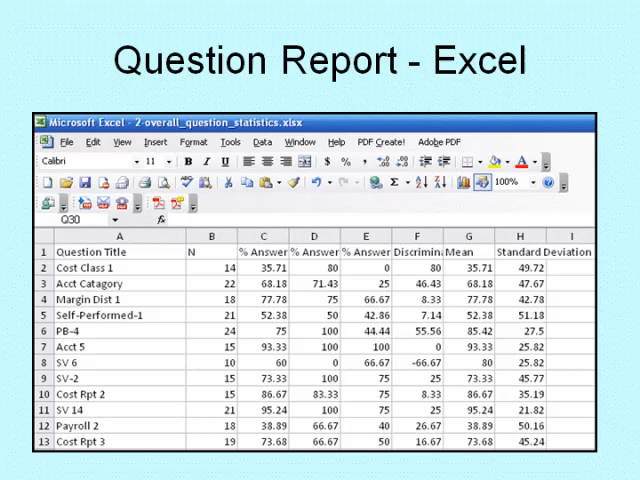 Question Report - Excel
Microsoft Excel - 2-overall_question_statistics.xlsx
File Edit View Insert Format Tools Data Window Help PDF Create! Adobe PDF
Calibri 11 B I U $ % ,
100%
Q30 fx
A B C D E F G H I
1 Question Title N % Answer % Answer % Answer Discrimin Mean Standard Deviation
2 Cost Class 1 14 35.71 80 0 80 35.71 49.72
3 Acct Catagory 22 68.18 71.43 25 46.43 68.18 47.67
4 Margin Dist 1 18 77.78 75 66.67 8.33 77.78 42.78
5 Self-Performed-1 21 52.38 50 42.86 7.14 52.38 51.18
6 PB-4 24 75 100 44.44 55.56 85.42 27.5
7 Acct 5 15 93.33 100 100 0 93.33 25.82
8 SV 6 10 60 0 66.67 -66.67 80 25.82
9 SV-2 15 73.33 100 75 25 73.33 45.77
10 Cost Rpt 2 15 86.67 83.33 75 8.33 86.67 35.19
11 SV 14 21 95.24 100 75 25 95.24 21.82
12 Payroll 2 18 38.89 66.67 40 26.67 38.89 50.16
13 Cost Rpt 3 19 73.68 66.67 50 16.67 73.68 45.24